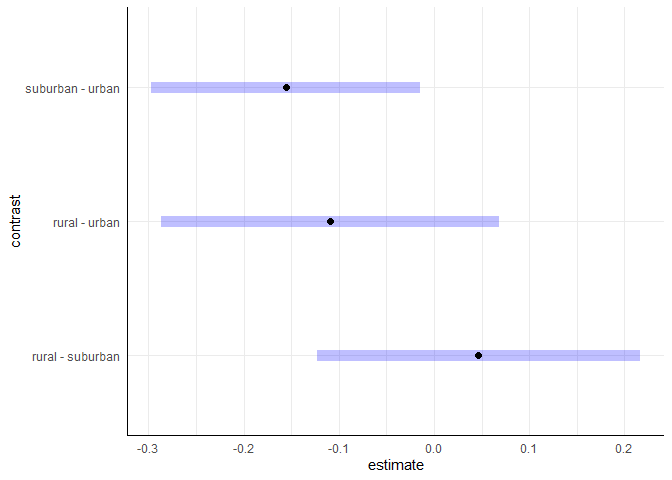 suburban - urban
rural - urban
rural - suburban
contrast
-0.3 -0.2 -0.1 0.0 0.1 0.2
estimate